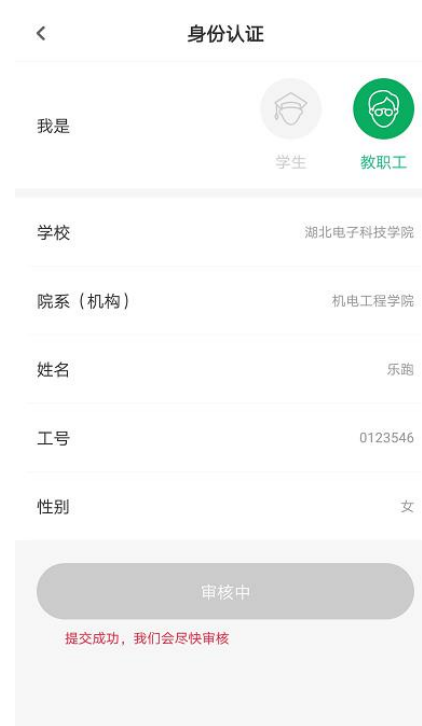 身份认证
我是
学生 教职工
学校 湖北电子科技学院
院系（机构） 机电工程学院
姓名 乐跑
工号 0123546
性别 女
审核中
提交成功，我们会尽快审核